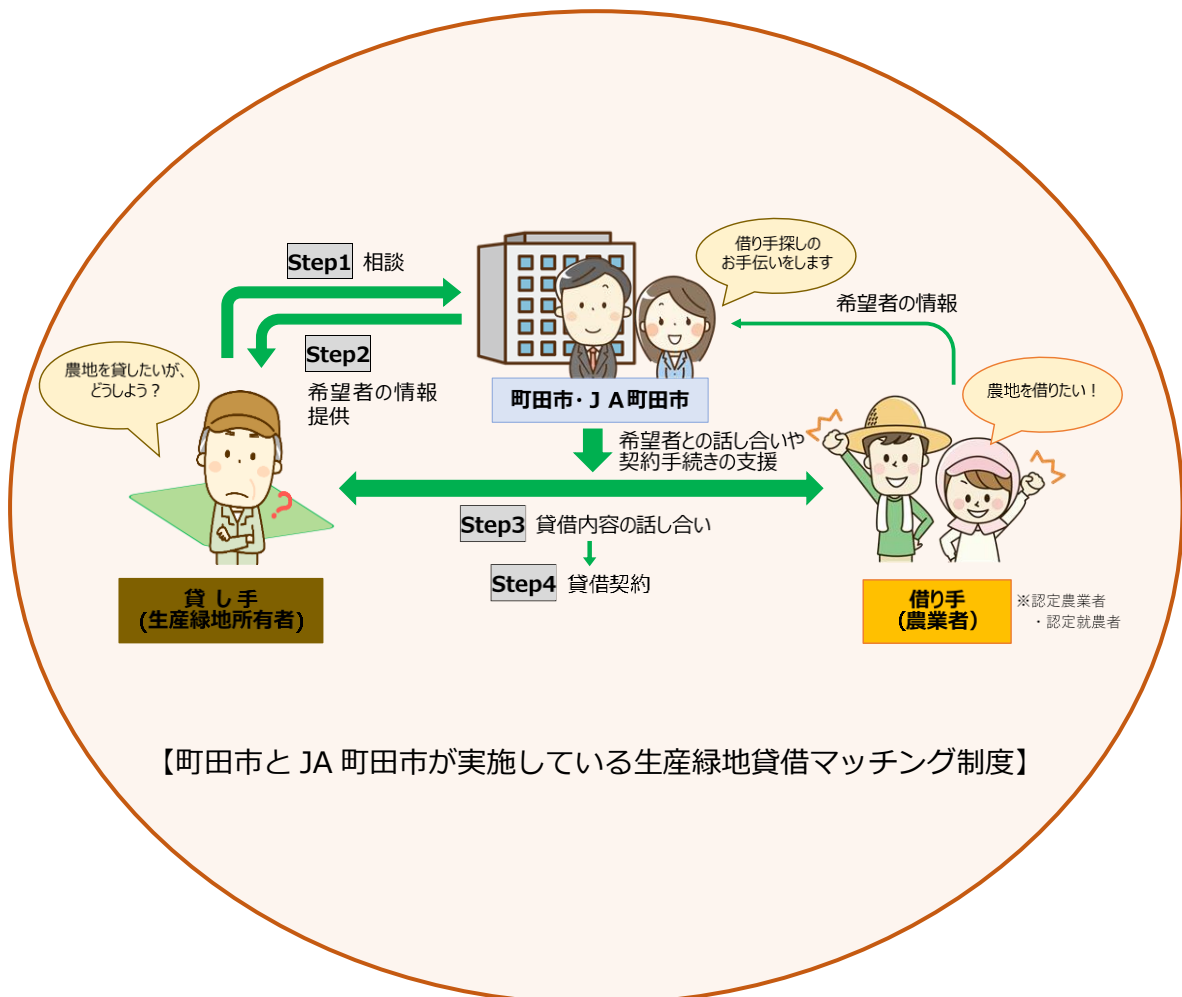 Step1 相談
借り手探しの
お手伝いをします
希望者の情報
Step2
希望者の情報
提供
農地を貸したいが、
どうしよう？
町田市・ＪＡ町田市
農地を借りたい！
希望者との話し合いや
契約手続きの支援
Step3 貸借内容の話し合い
Step4 貸借契約
貸し手
(生産緑地所有者)
借り手
(農業者)
※認定農業者
・認定就農者
【町田市とJA町田市が実施している生産緑地貸借マッチング制度】